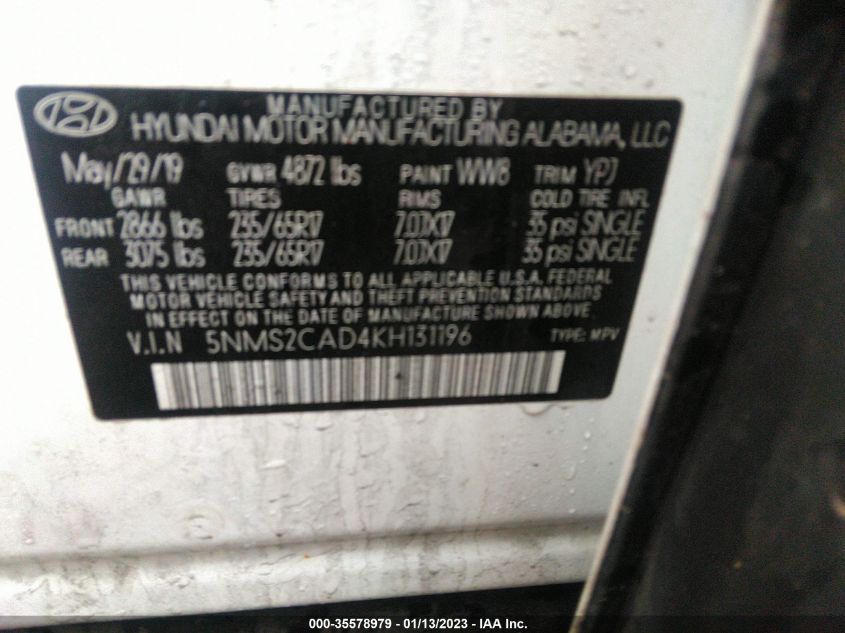 MANUFACTURED BY
HYUNDAI MOTOR MANUFACTURING ALABAMA, LLC
May/29/19 GVWR 4872 lbs PAINT WW8 TRIM YPJ
GAWR TIRES RIMS COLD TIRE INFL
FRONT 2866 lbs 235/65R17 7.0JX17 35 psi SINGLE
REAR 3075 lbs 235/65R17 7.0JX17 35 psi SINGLE
THIS VEHICLE CONFORMS TO ALL APPLICABLE U.S.A. FEDERAL
MOTOR VEHICLE SAFETY AND THEFT PREVENTION STANDARDS
IN EFFECT ON THE DATE OF MANUFACTURE SHOWN ABOVE.
V.I.N 5NMS2CAD4KH131196 TYPE: MPV
000-35578979 - 01/13/2023 - IAA Inc.